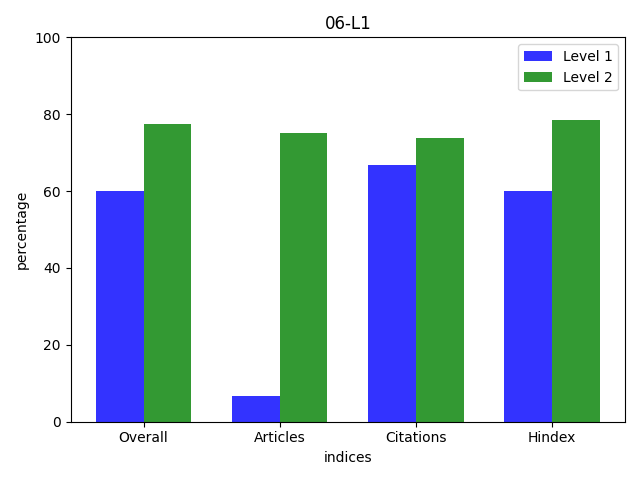 06-L1
100
80
60
40
20
0
percentage
Level 1
Level 2
Overall Articles Citations Hindex
indices